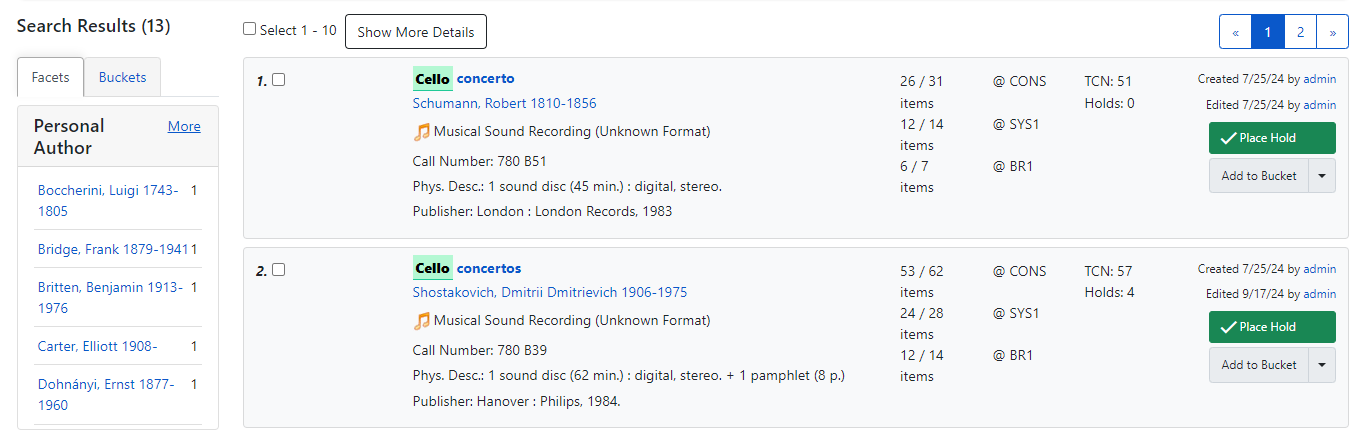 Search Results (13)
Select 1 - 10
Show More Details
«
1
2
»
Facets
Buckets
Personal
Author
More
Boccherini, Luigi 1743-
1805
1
Bridge, Frank 1879-1941
1
Britten, Benjamin 1913-
1976
1
Carter, Elliott 1908-
1
Dohnányi, Ernst 1877-
1960
1
1.
Cello concerto
Schumann, Robert 1810-1856
Musical Sound Recording (Unknown Format)
Call Number: 780 B51
Phys. Desc.: 1 sound disc (45 min.) : digital, stereo.
Publisher: London : London Records, 1983
26 / 31
items
@ CONS
12 / 14
items
@ SYS1
6 / 7
items
@ BR1
TCN: 51
Holds: 0
Created 7/25/24 by admin
Edited 7/25/24 by admin
Place Hold
Add to Bucket
2.
Cello concertos
Shostakovich, Dmitrii Dmitrievich 1906-1975
Musical Sound Recording (Unknown Format)
Call Number: 780 B39
Phys. Desc.: 1 sound disc (62 min.) : digital, stereo. + 1 pamphlet (8 p.)
Publisher: Hanover : Philips, 1984.
53 / 62
items
@ CONS
24 / 28
items
@ SYS1
12 / 14
items
@ BR1
TCN: 57
Holds: 4
Created 7/25/24 by admin
Edited 9/17/24 by admin
Place Hold
Add to Bucket